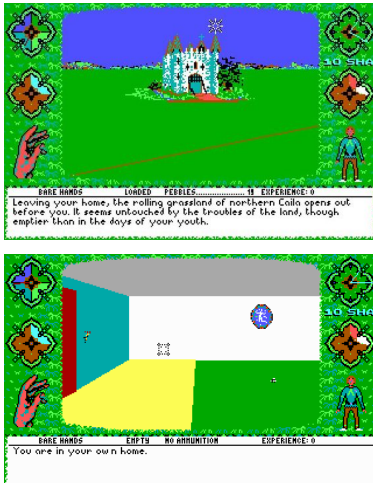 10 SHA
BARE HANDS LOADED PEBBLES.................... 11 EXPERIENCE: 0
Leaving your home, the rolling grassland of northern Caila opens out
before you. It seems untouched by the troubles of the land, though
emptier than in the days of your youth.
10 SHA
BARE HANDS EMPTY NO AMMUNITION EXPERIENCE: 0
You are in your own home.